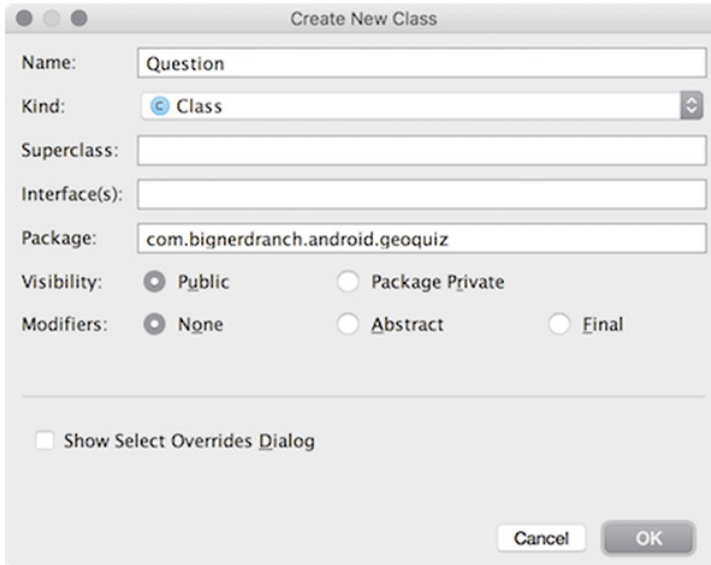 Create New Class
Name: Question
Kind: C Class
Superclass:
Interface(s):
Package: com.bignerdranch.android.geoquiz
Visibility: Public Package Private
Modifiers: None Abstract Final
Show Select Overrides Dialog
Cancel OK